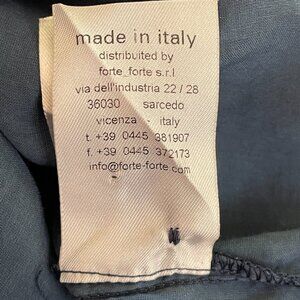 made in italy
distributed by
forte_forte s.r.l
via dell'industria 22 / 28
36030 sarcedo
vicenza - italy
t. +39 0445 381907
f. +39 0445 372173
info@forte-forte.com